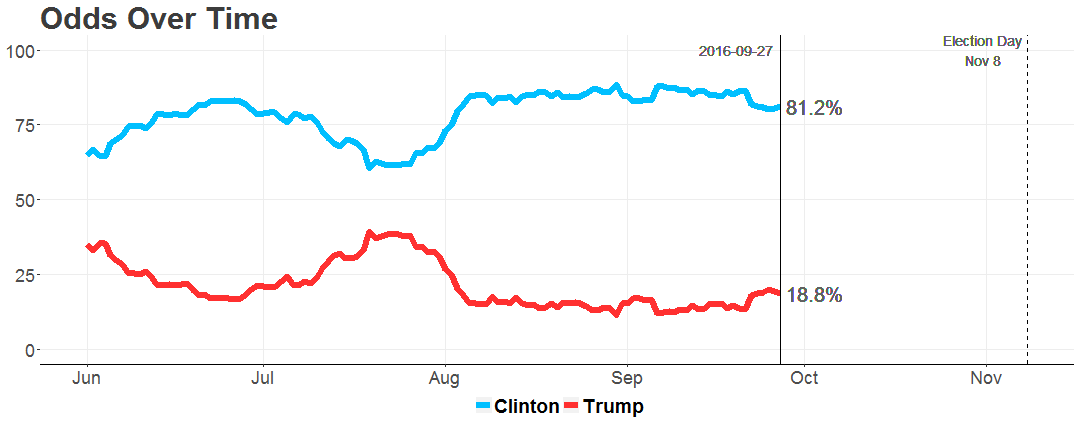 Odds Over Time
100
75
50
25
0
2016-09-27
Election Day
Nov 8
81.2%
18.8%
Jun Jul Aug Sep Oct Nov
Clinton Trump